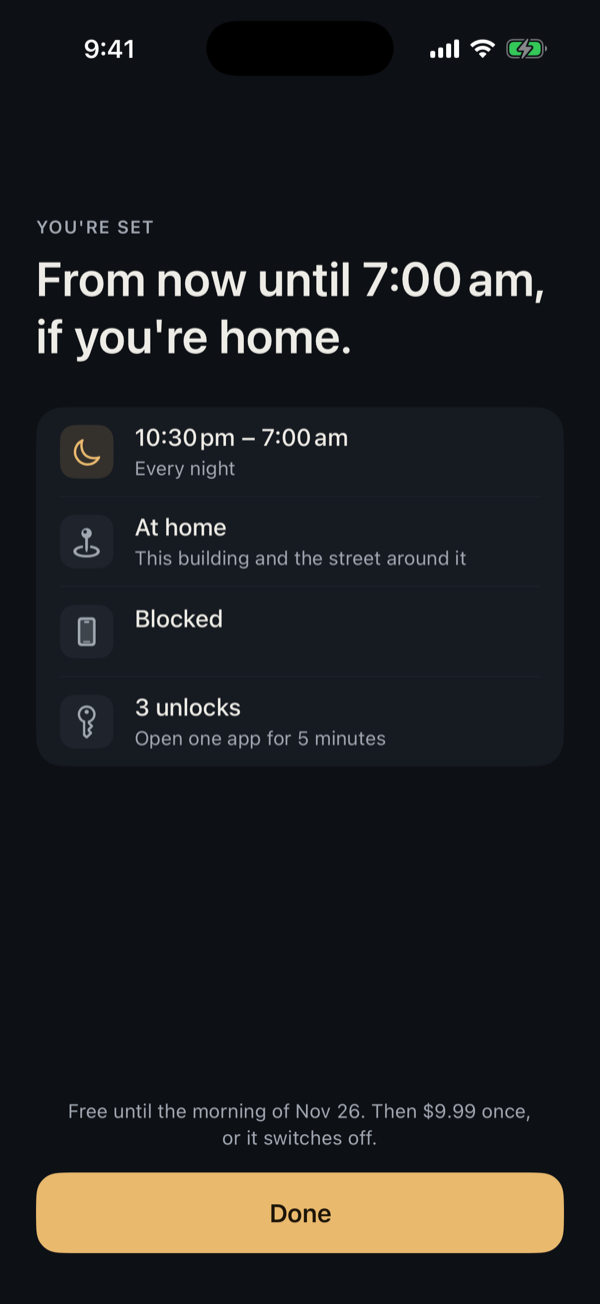 9:41
YOU'RE SET
From now until 7:00 am,
if you're home.
10:30 pm – 7:00 am
Every night
At home
This building and the street around it
Blocked
3 unlocks
Open one app for 5 minutes
Free until the morning of Nov 26. Then $9.99 once,
or it switches off.
Done